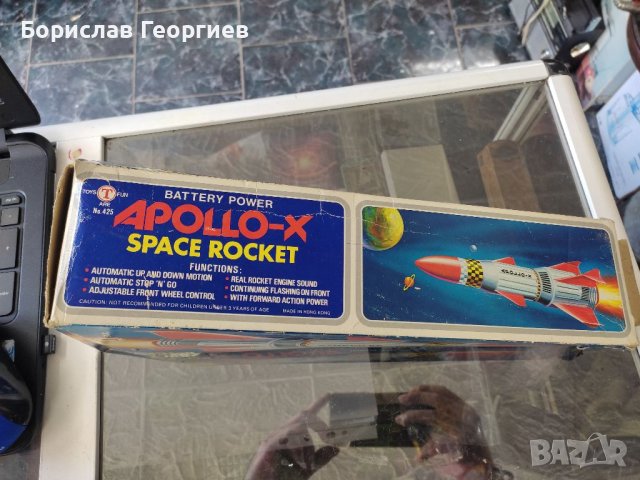 Борислав Георгиев
TOYS T FUN
ARE
No. 425
BATTERY POWER
APOLLO-X
SPACE ROCKET
FUNCTIONS:
• AUTOMATIC UP AND DOWN MOTION
• AUTOMATIC STOP 'N' GO
• ADJUSTABLE FRONT WHEEL CONTROL
• REAL ROCKET ENGINE SOUND
• CONTINUING FLASHING ON FRONT
• WITH FORWARD ACTION POWER
CAUTION: NOT RECOMMENDED FOR CHILDREN UNDER 3 YEARS OF AGE
MADE IN HONG KONG
APOLLO-X
BAZAR